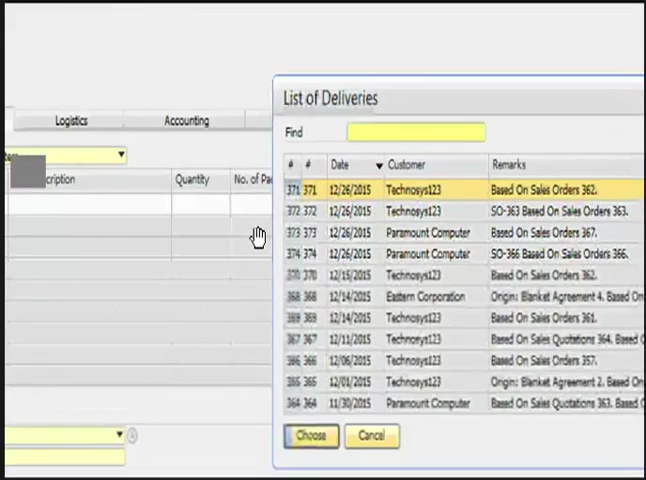 List of Deliveries
Logistics Accounting
Find
# # Date Customer Remarks
cription Quantity No. of Pa
371 371 12/26/2015 Technosys123 Based On Sales Orders 362.
372 372 12/26/2015 Technosys123 SO-363 Based On Sales Orders 363.
373 373 12/26/2015 Paramount Computer Based On Sales Orders 367.
374 374 12/26/2015 Paramount Computer SO-366 Based On Sales Orders 366.
370 370 12/15/2015 Technosys123 Based On Sales Orders 362.
368 368 12/14/2015 Eastern Corporation Origin: Blanket Agreement 4. Based On
369 369 12/14/2015 Technosys123 Based On Sales Orders 361.
367 367 12/11/2015 Technosys123 Based On Sales Quotations 364. Based O
366 366 12/06/2015 Technosys123 Based On Sales Orders 357.
365 365 12/01/2015 Technosys123 Origin: Blanket Agreement 2. Based On
364 364 11/30/2015 Paramount Computer Based On Sales Quotations 363. Based
Choose Cancel